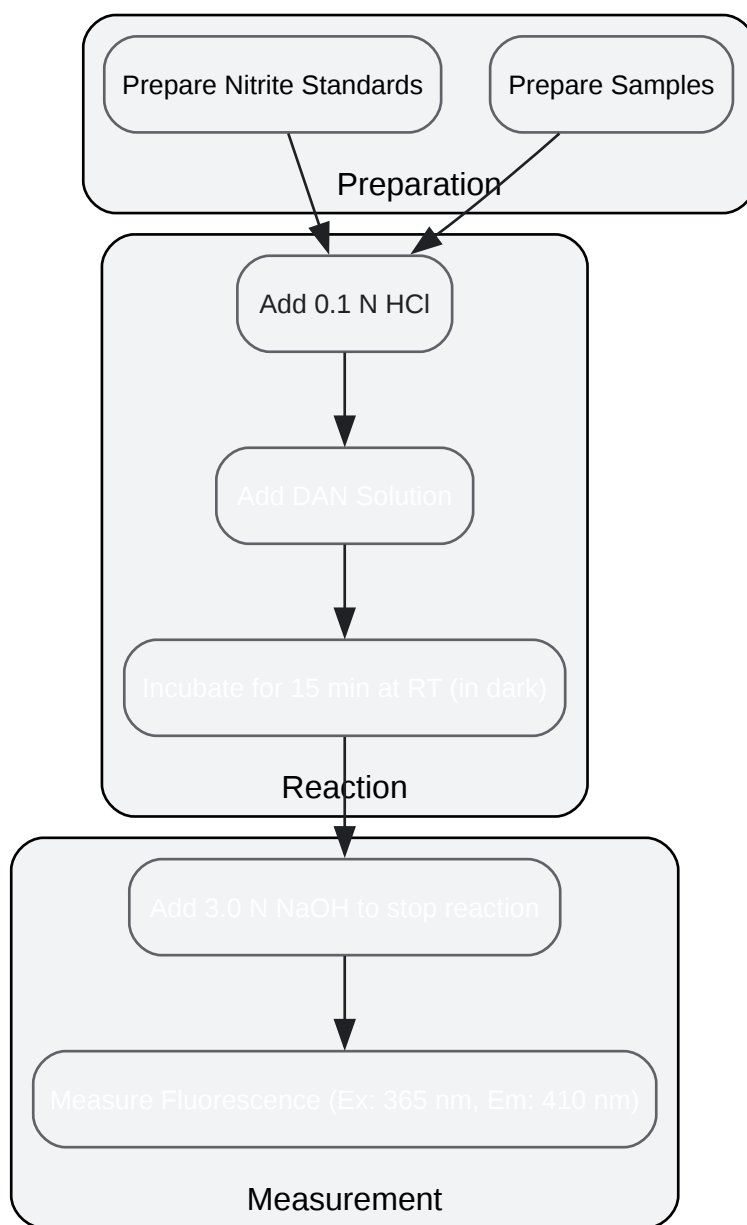 Prepare Nitrite Standards
Prepare Samples
Preparation
Add 0.1 N HCl
Add DAN Solution
Incubate for 15 min at RT (in dark)
Reaction
Add 3.0 N NaOH to stop reaction
Measure Fluorescence (Ex: 365 nm, Em: 410 nm)
Measurement